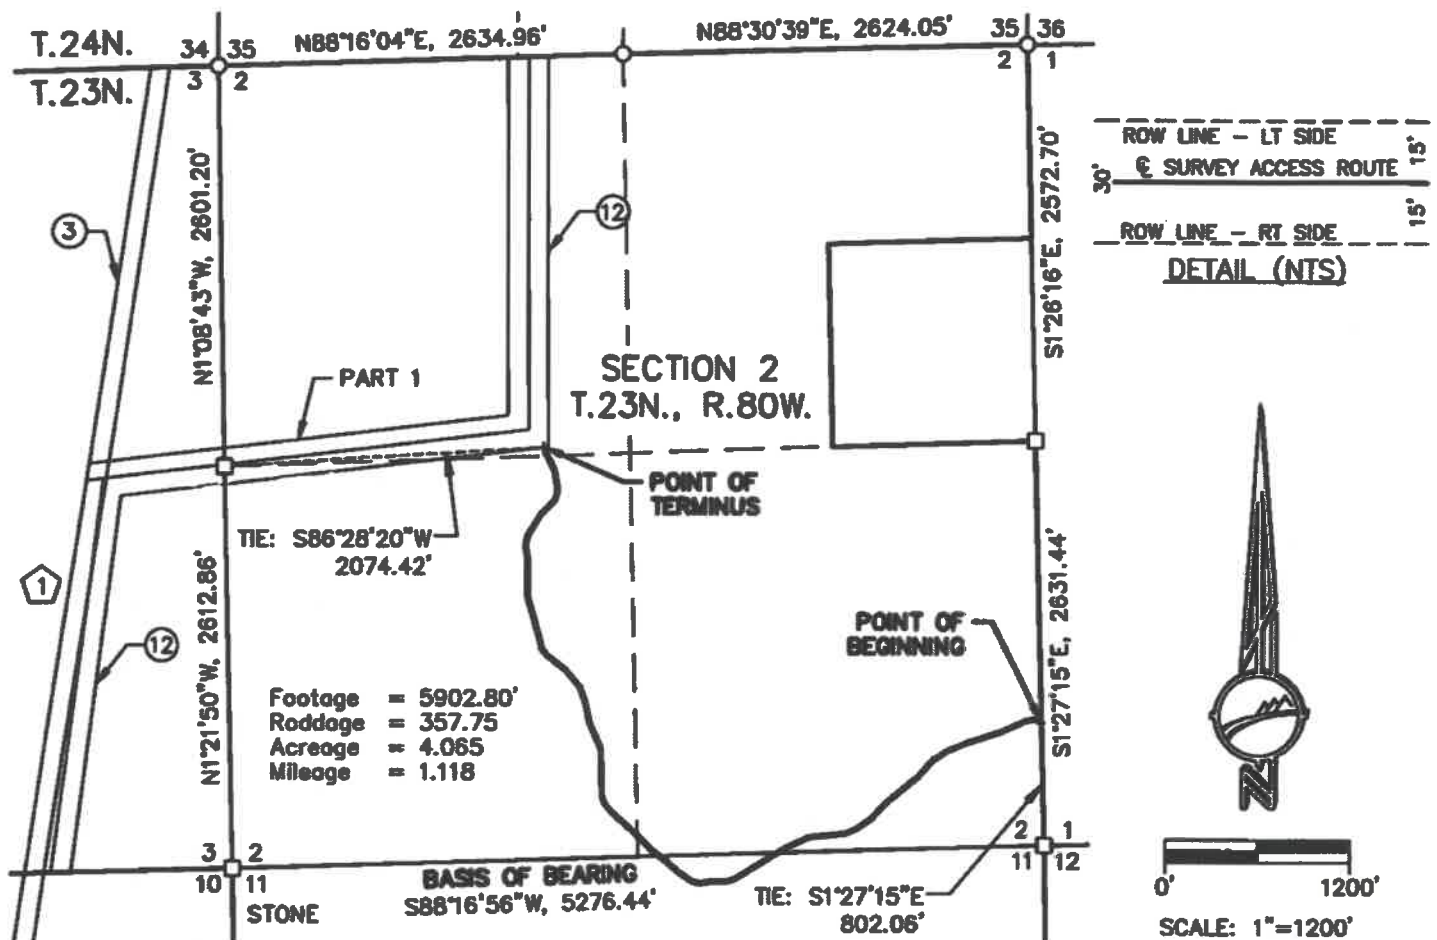 T.24N.
34 35
N88°16'04"E, 2634.96'
N88°30'39"E, 2624.05'
35 36
T.23N.
3 2
2 1
ROW LINE - LT SIDE
15'
℄ SURVEY ACCESS ROUTE
30'
15'
ROW LINE - RT SIDE
DETAIL (NTS)
N1°08'43"W, 2601.20'
S1°26'16"E, 2572.70'
12
3
PART 1
SECTION 2
T.23N., R.80W.
POINT OF
TERMINUS
TIE: S86°28'20"W
2074.42'
1
12
N1°21'50"W, 2612.86'
S1°27'15"E, 2631.44'
POINT OF
BEGINNING
Footage = 5902.80'
Roddage = 357.75
Acreage = 4.065
Mileage = 1.118
3 2
10 11
STONE
BASIS OF BEARING
S88°16'56"W, 5276.44'
2 1
11 12
TIE: S1°27'15"E
802.06'
N
0' 1200'
SCALE: 1"=1200'